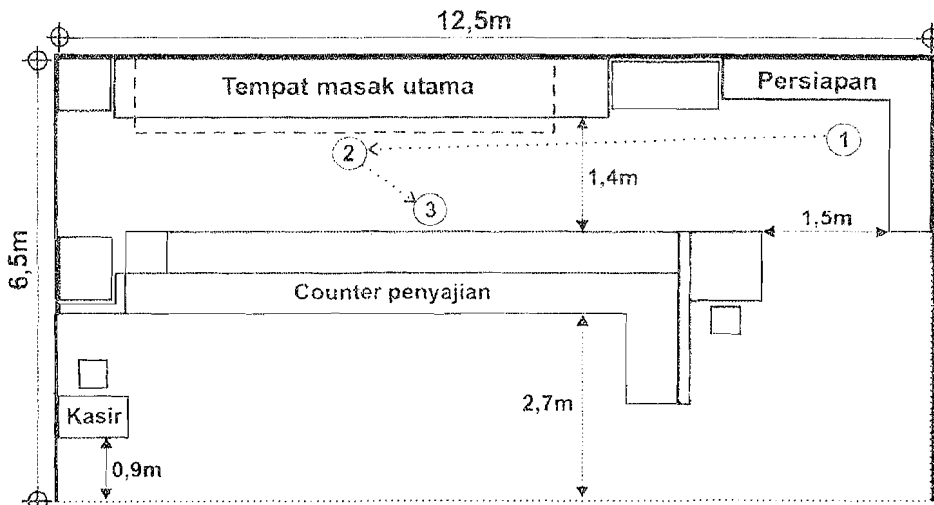 12,5m
Tempat masak utama
Persiapan
1
2
1,4m
3
1,5m
6,5m
Counter penyajian
2,7m
Kasir
0,9m